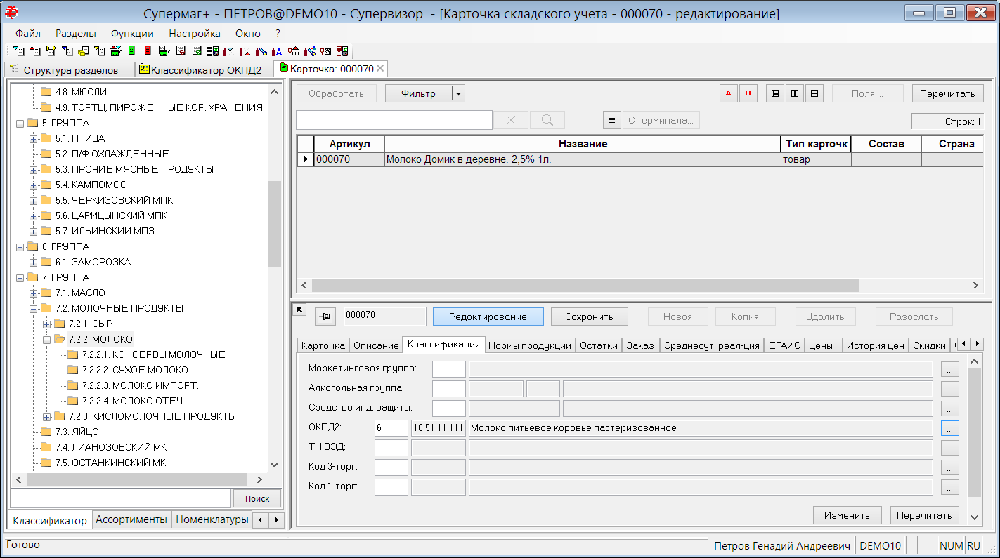 Супермаг+ - ПЕТРОВ@DEMO10 - Супервизор - [Карточка складского учета - 000070 - редактирование]
Файл Разделы Функции Настройка Окно ?
Структура разделов Классификатор ОКПД2 Карточка: 000070
4.8. МЮСЛИ
4.9. ТОРТЫ, ПИРОЖЕННЫЕ КОР. ХРАНЕНИЯ
5. ГРУППА
5.1. ПТИЦА
5.2. П/Ф ОХЛАЖДЕННЫЕ
5.3. ПРОЧИЕ МЯСНЫЕ ПРОДУКТЫ
5.4. КАМПОМОС
5.5. ЧЕРКИЗОВСКИЙ МПК
5.6. ЦАРИЦЫНСКИЙ МПК
5.7. ИЛЬИНСКИЙ МПЗ
6. ГРУППА
6.1. ЗАМОРОЗКА
7. ГРУППА
7.1. МАСЛО
7.2. МОЛОЧНЫЕ ПРОДУКТЫ
7.2.1. СЫР
7.2.2. МОЛОКО
7.2.2.1. КОНСЕРВЫ МОЛОЧНЫЕ
7.2.2.2. СУХОЕ МОЛОКО
7.2.2.3. МОЛОКО ИМПОРТ.
7.2.2.4. МОЛОКО ОТЕЧ.
7.2.3. КИСЛОМОЛОЧНЫЕ ПРОДУКТЫ
7.3. ЯЙЦО
7.4. ЛИАНОЗОВСКИЙ МК
7.5. ОСТАНКИНСКИЙ МК
Поиск
Классификатор Ассортименты Номенклатуры
Обработать Фильтр А Н Поля ... Перечитать
С терминала... Строк: 1
Артикул Название Тип карточк Состав Страна
000070 Молоко Домик в деревне. 2,5% 1л. товар
000070 Редактирование Сохранить Новая Копия Удалить Разослать
Карточка Описание Классификация Нормы продукции Остатки Заказ Среднесут. реал-ция ЕГАИС Цены История цен Скидки
Маркетинговая группа: ...
Алкогольная группа: ...
Средство инд. защиты: ...
ОКПД2: 6 10.51.11.111 Молоко питьевое коровье пастеризованное ...
ТН ВЭД: ...
Код 3-торг: ...
Код 1-торг: ...
Изменить Перечитать
Готово Петров Генадий Андреевич DEMO10 NUM RU